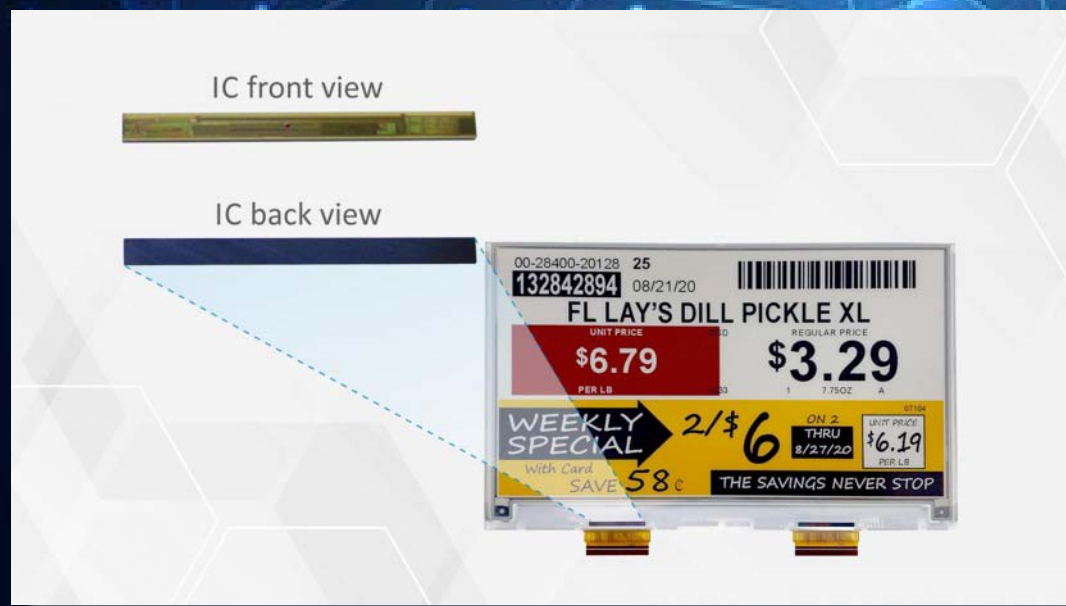 IC front view
IC back view
00-28400-20128 25
132842894 08/21/20
FL LAY'S DILL PICKLE XL
UNIT PRICE
$6.79
PER LB
REGULAR PRICE
$3.29
1 7.75OZ A
07104
WEEKLY
SPECIAL
With Card
SAVE 58¢
2/$6
ON 2
THRU
8/27/20
UNIT PRICE
$6.19
PER LB
THE SAVINGS NEVER STOP